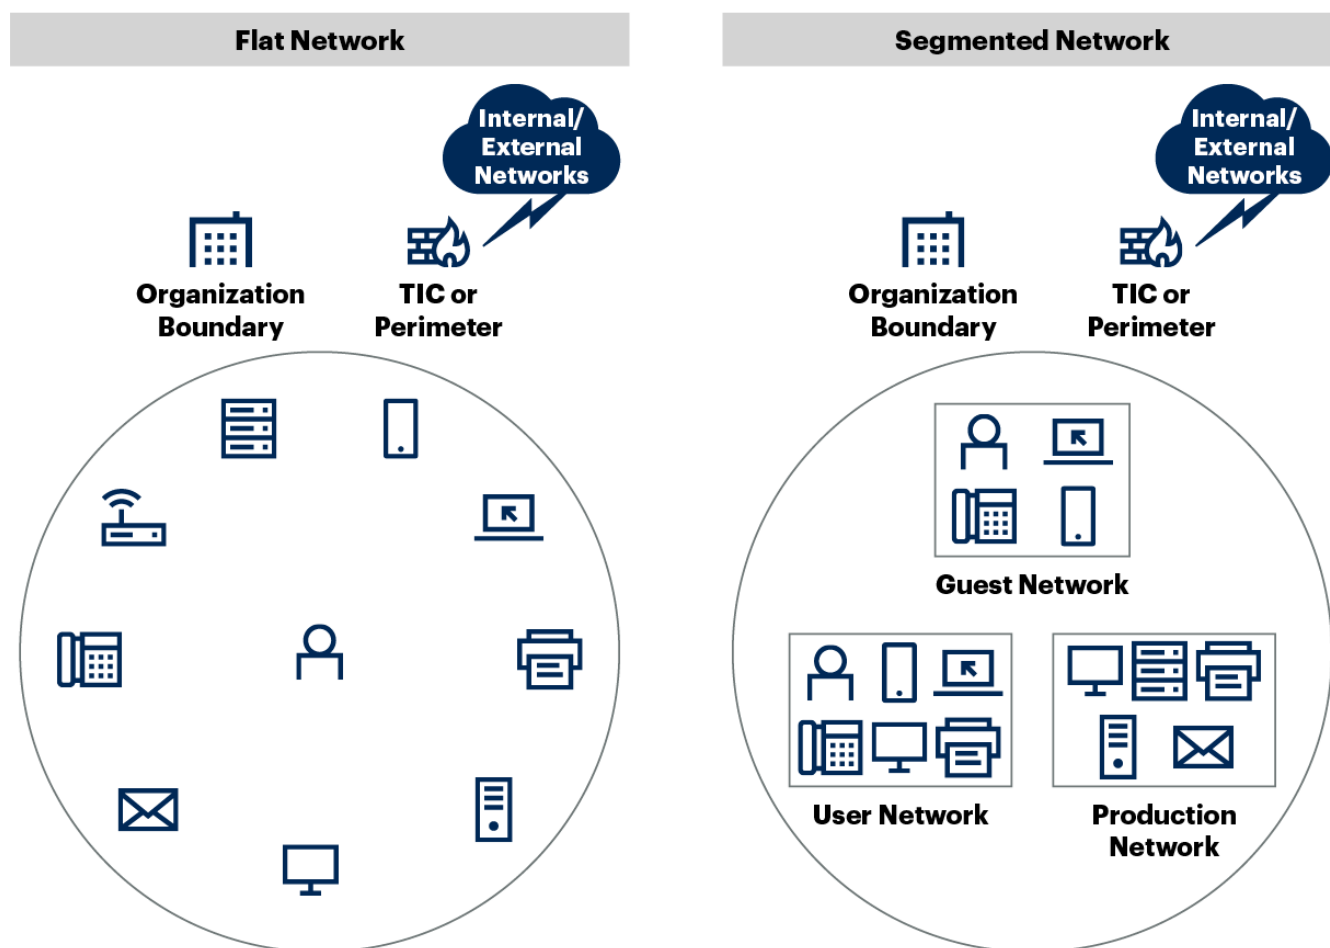 Flat Network
Internal/
External
Networks
Organization
Boundary
TIC or
Perimeter
Segmented Network
Internal/
External
Networks
Organization
Boundary
TIC or
Perimeter
Guest Network
User Network
Production
Network